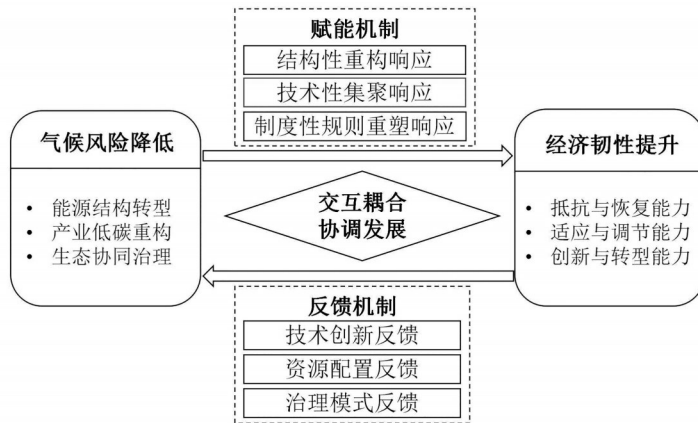 赋能机制
结构性重构响应
技术性集聚响应
制度性规则重塑响应
气候风险降低
• 能源结构转型
• 产业低碳重构
• 生态协同治理
交互耦合
协调发展
经济韧性提升
• 抵抗与恢复能力
• 适应与调节能力
• 创新与转型能力
反馈机制
技术创新反馈
资源配置反馈
治理模式反馈